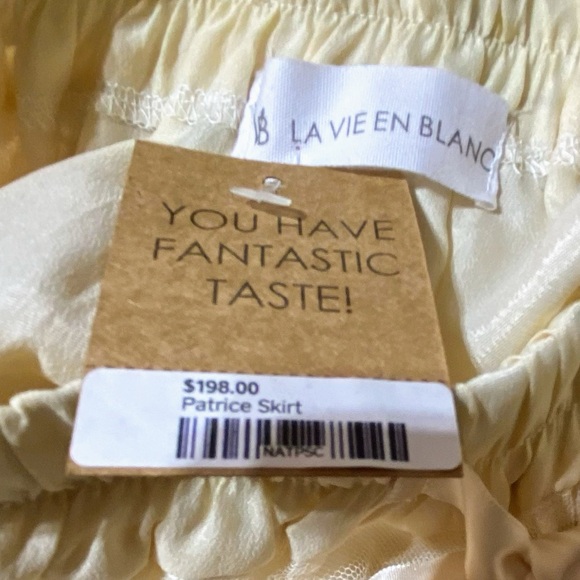 LA VIE EN BLANC
YOU HAVE
FANTASTIC
TASTE!
$198.00
Patrice Skirt
NATPSC